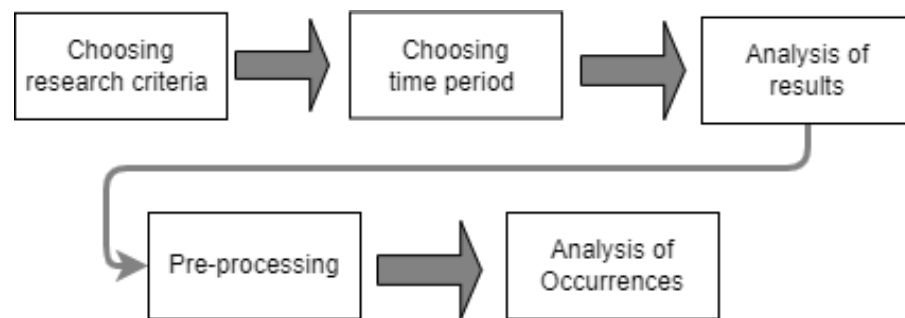 Choosing
research criteria
Choosing
time period
Analysis of
results
Pre-processing
Analysis of
Occurrences